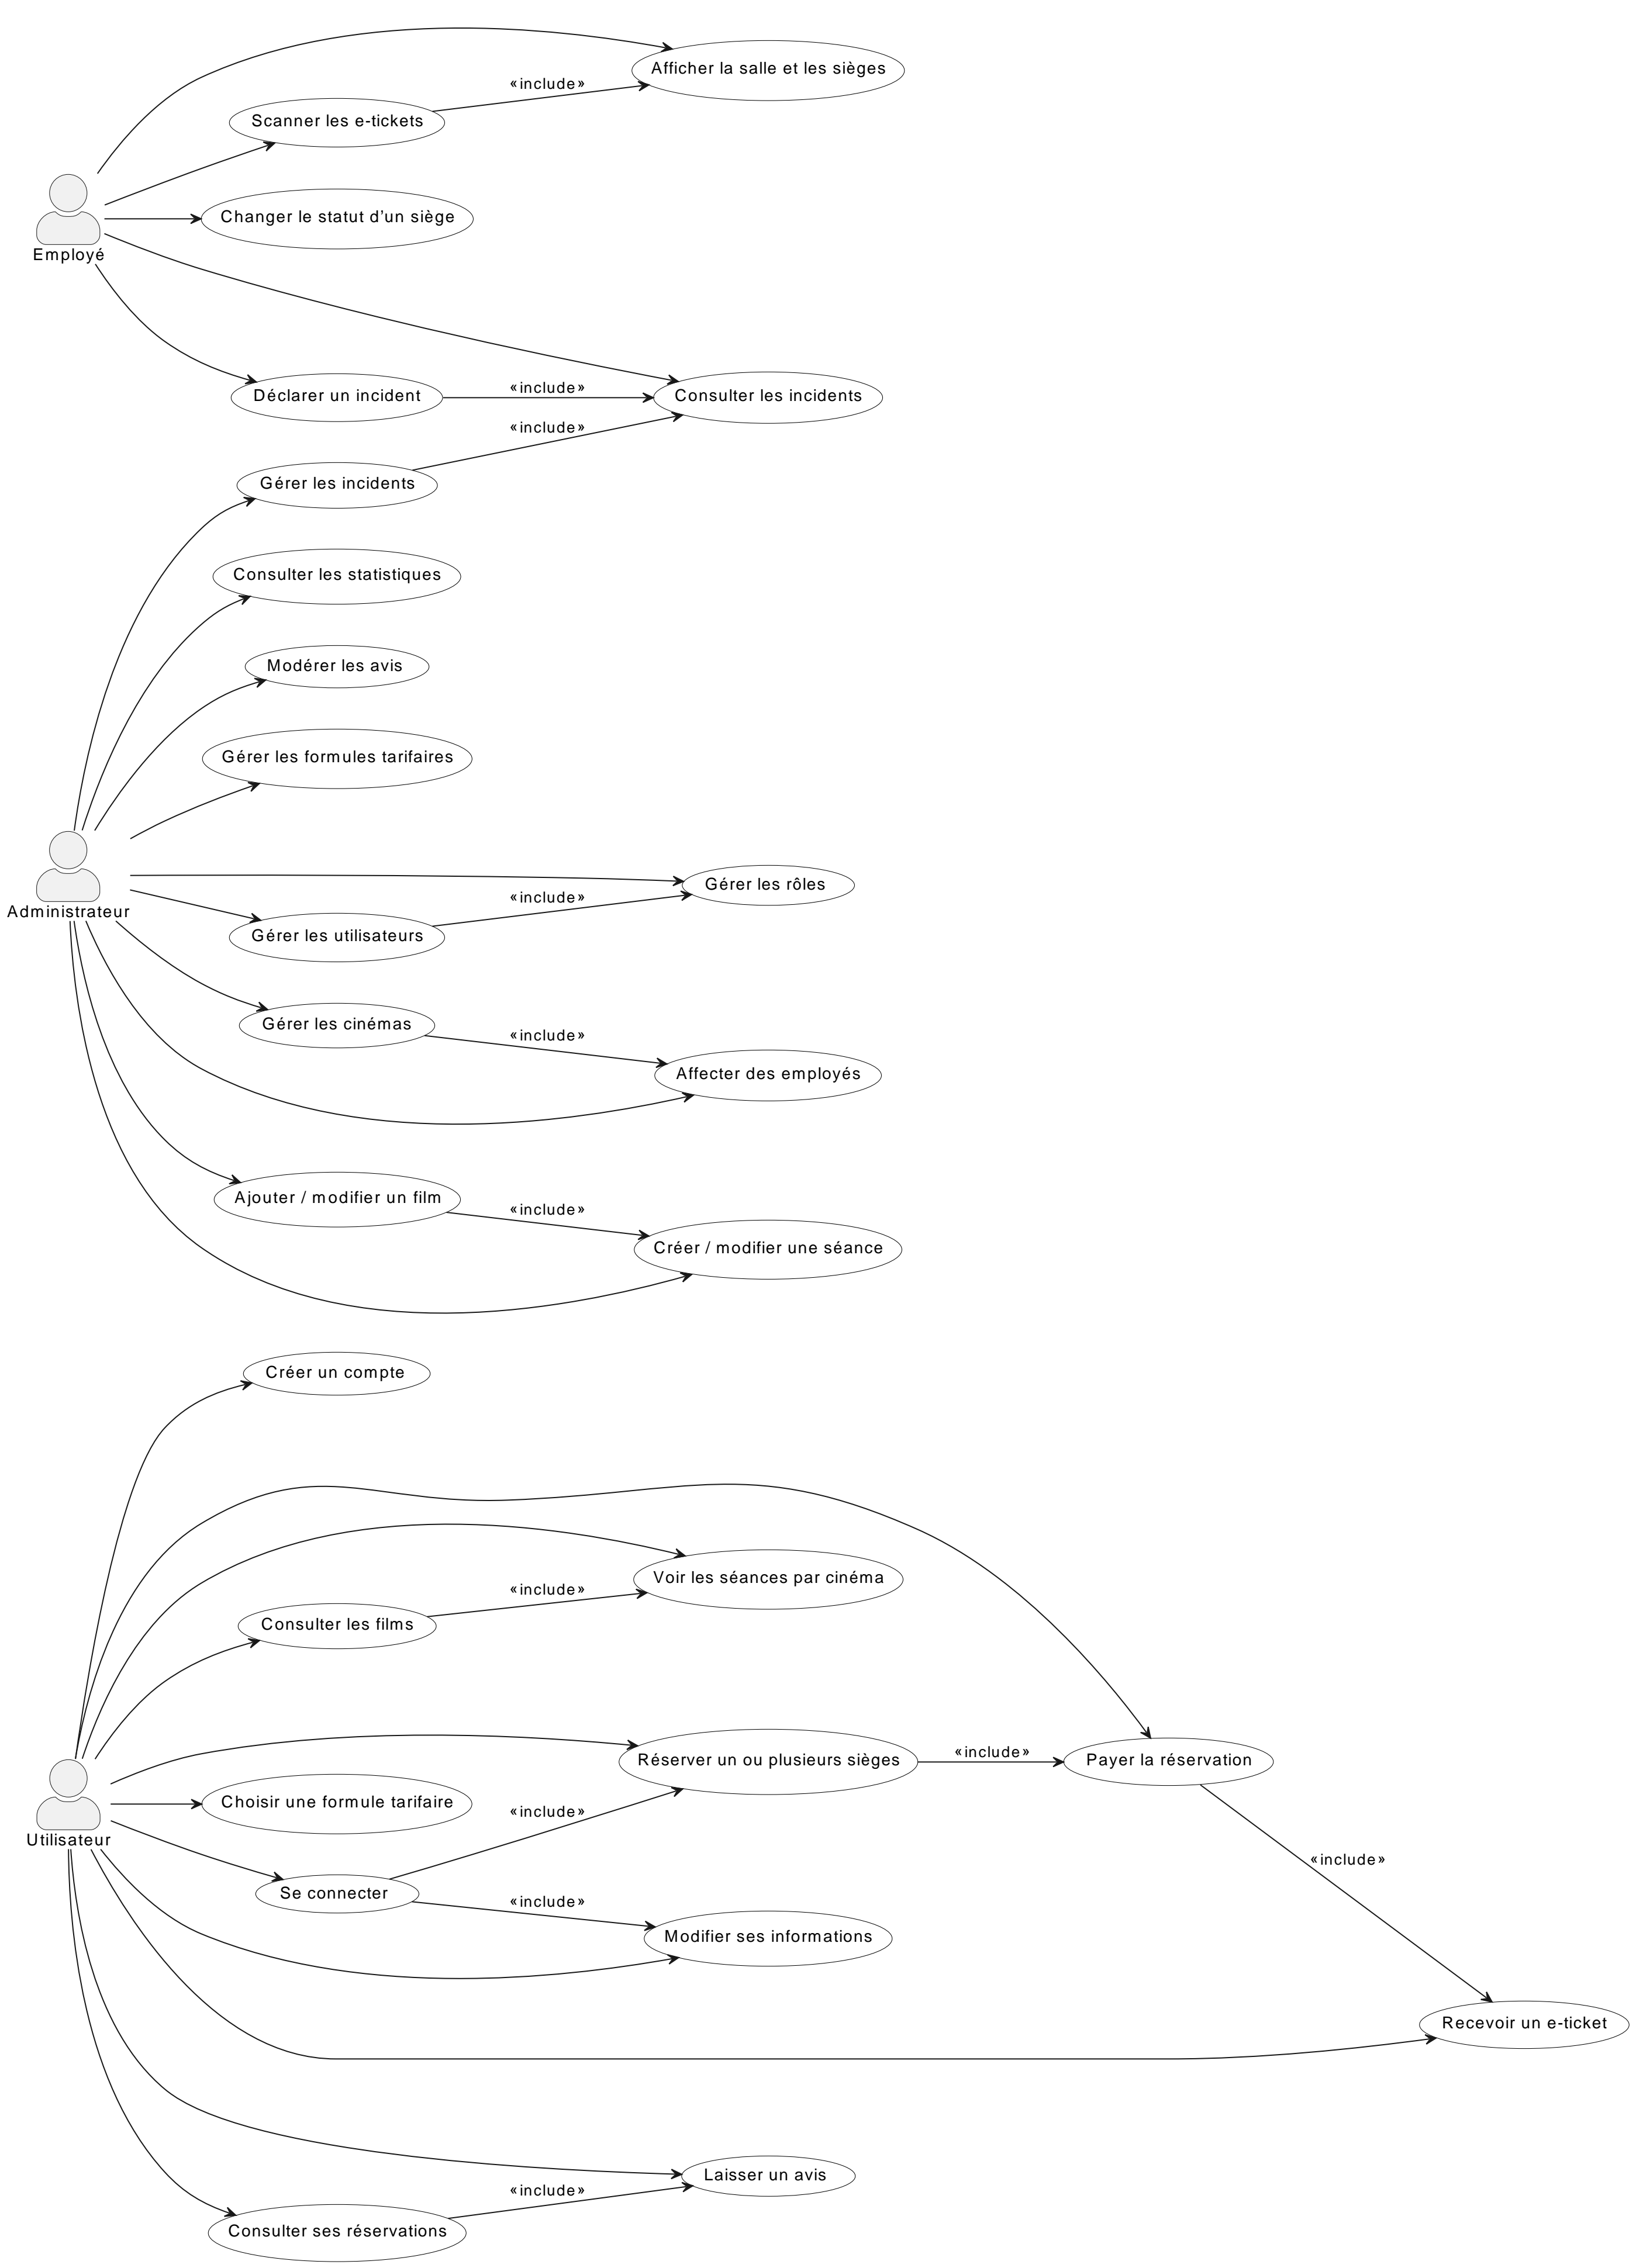 Afficher la salle et les sièges
«include»
Scanner les e-tickets
Changer le statut d’un siège
Employé
«include»
Déclarer un incident
Consulter les incidents
«include»
Gérer les incidents
Consulter les statistiques
Modérer les avis
Gérer les formules tarifaires
Gérer les rôles
«include»
Administrateur
Gérer les utilisateurs
Gérer les cinémas
«include»
Affecter des employés
Ajouter / modifier un film
«include»
Créer / modifier une séance
Créer un compte
Voir les séances par cinéma
«include»
Consulter les films
Réserver un ou plusieurs sièges
«include»
Payer la réservation
Choisir une formule tarifaire
«include»
Utilisateur
«include»
Se connecter
«include»
Modifier ses informations
Recevoir un e-ticket
Laisser un avis
«include»
Consulter ses réservations